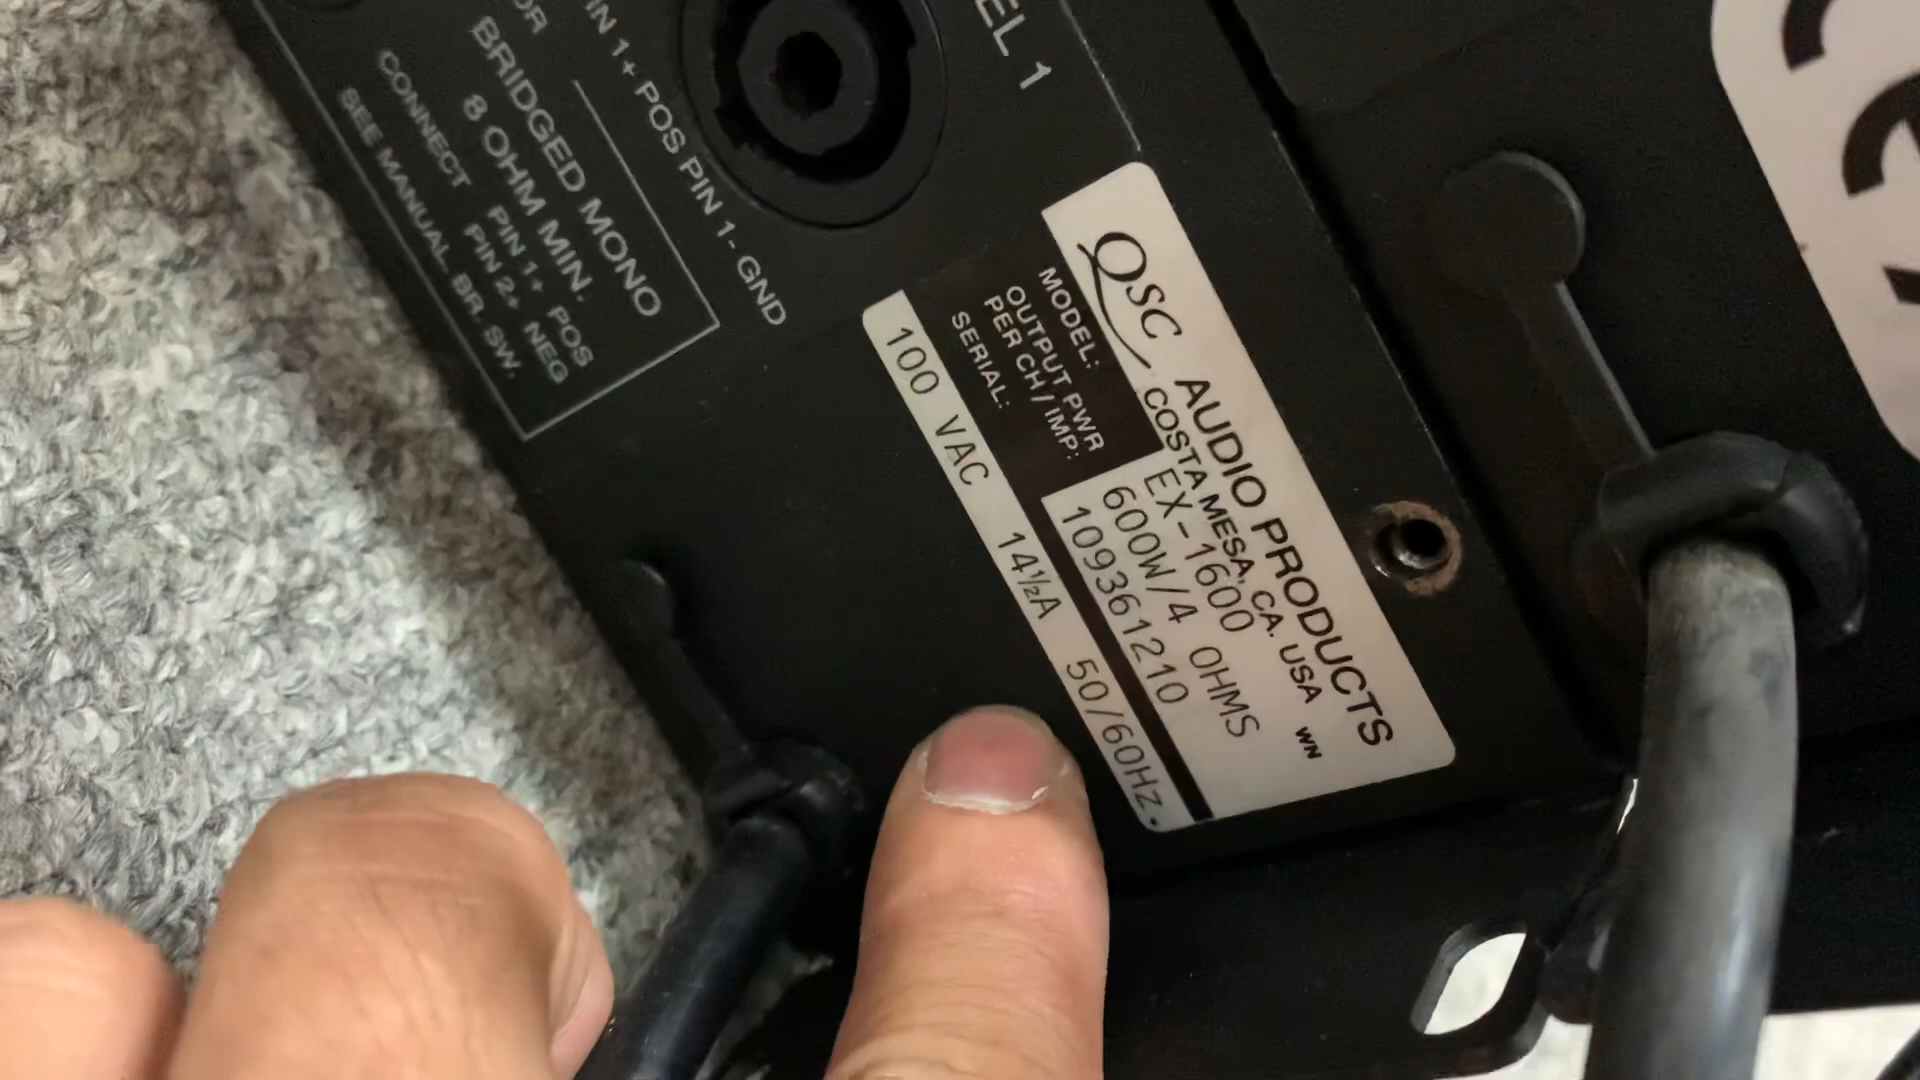 EL 1
IN 1+ POS PIN 1- GND
OR
BRIDGED MONO
8 OHM MIN.
CONNECT PIN 1+ POS
PIN 2+ NEG
SEE MANUAL BR. SW.
QSC AUDIO PRODUCTS
COSTA MESA, CA. USA WN
MODEL: EX-1600
OUTPUT PWR
PER CH/IMP: 600W/4 OHMS
SERIAL: 109361210
100 VAC 14½A 50/60HZ